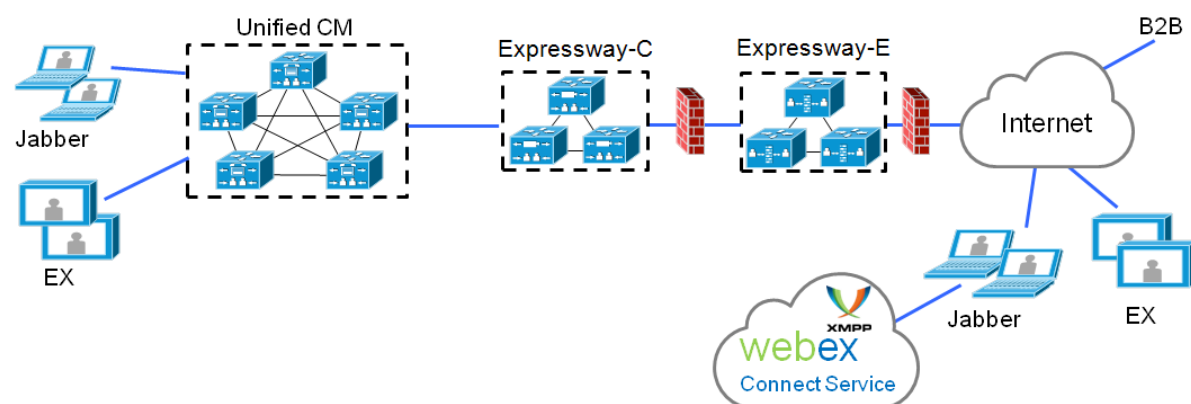 Unified CM
Expressway-C
Expressway-E
B2B
Jabber
Internet
EX
Jabber
EX
XMPP
webex
Connect Service